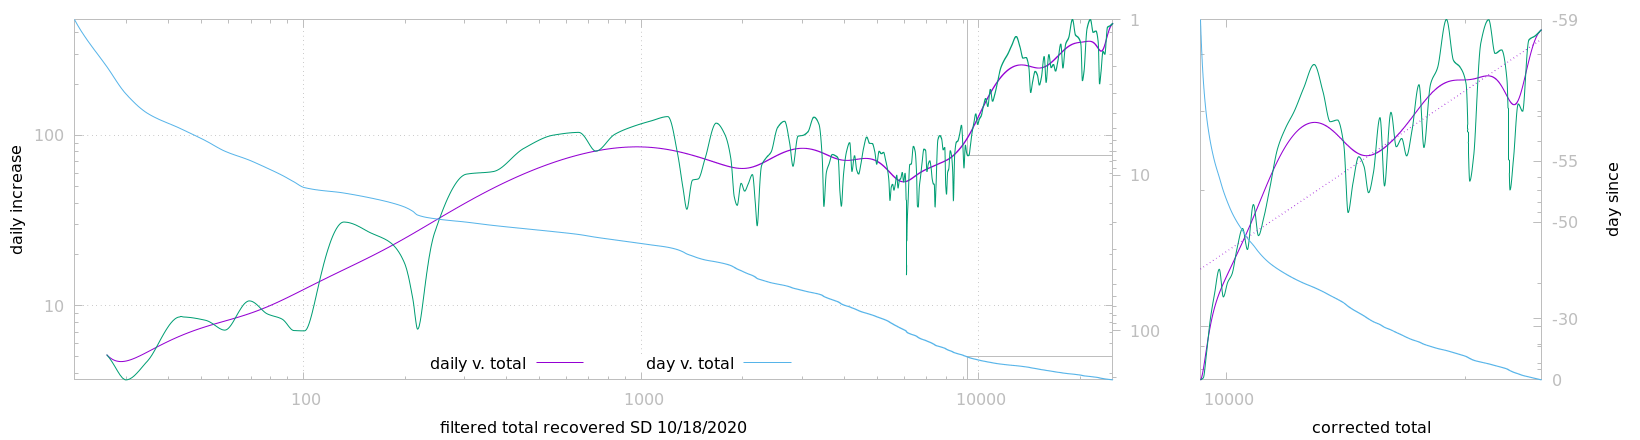 daily increase
100
10
daily v. total
day v. total
100
1000
10000
filtered total recovered SD 10/18/2020
1
10
100
10000
corrected total
-59
-55
-50
-30
0
day since